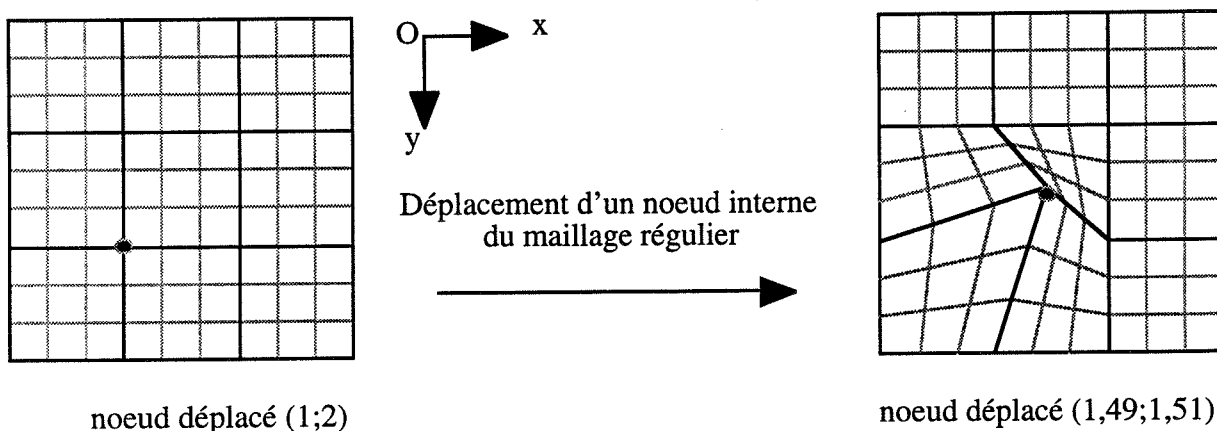 O
x
y
Déplacement d'un noeud interne
du maillage régulier
noeud déplacé (1;2)
noeud déplacé (1,49;1,51)